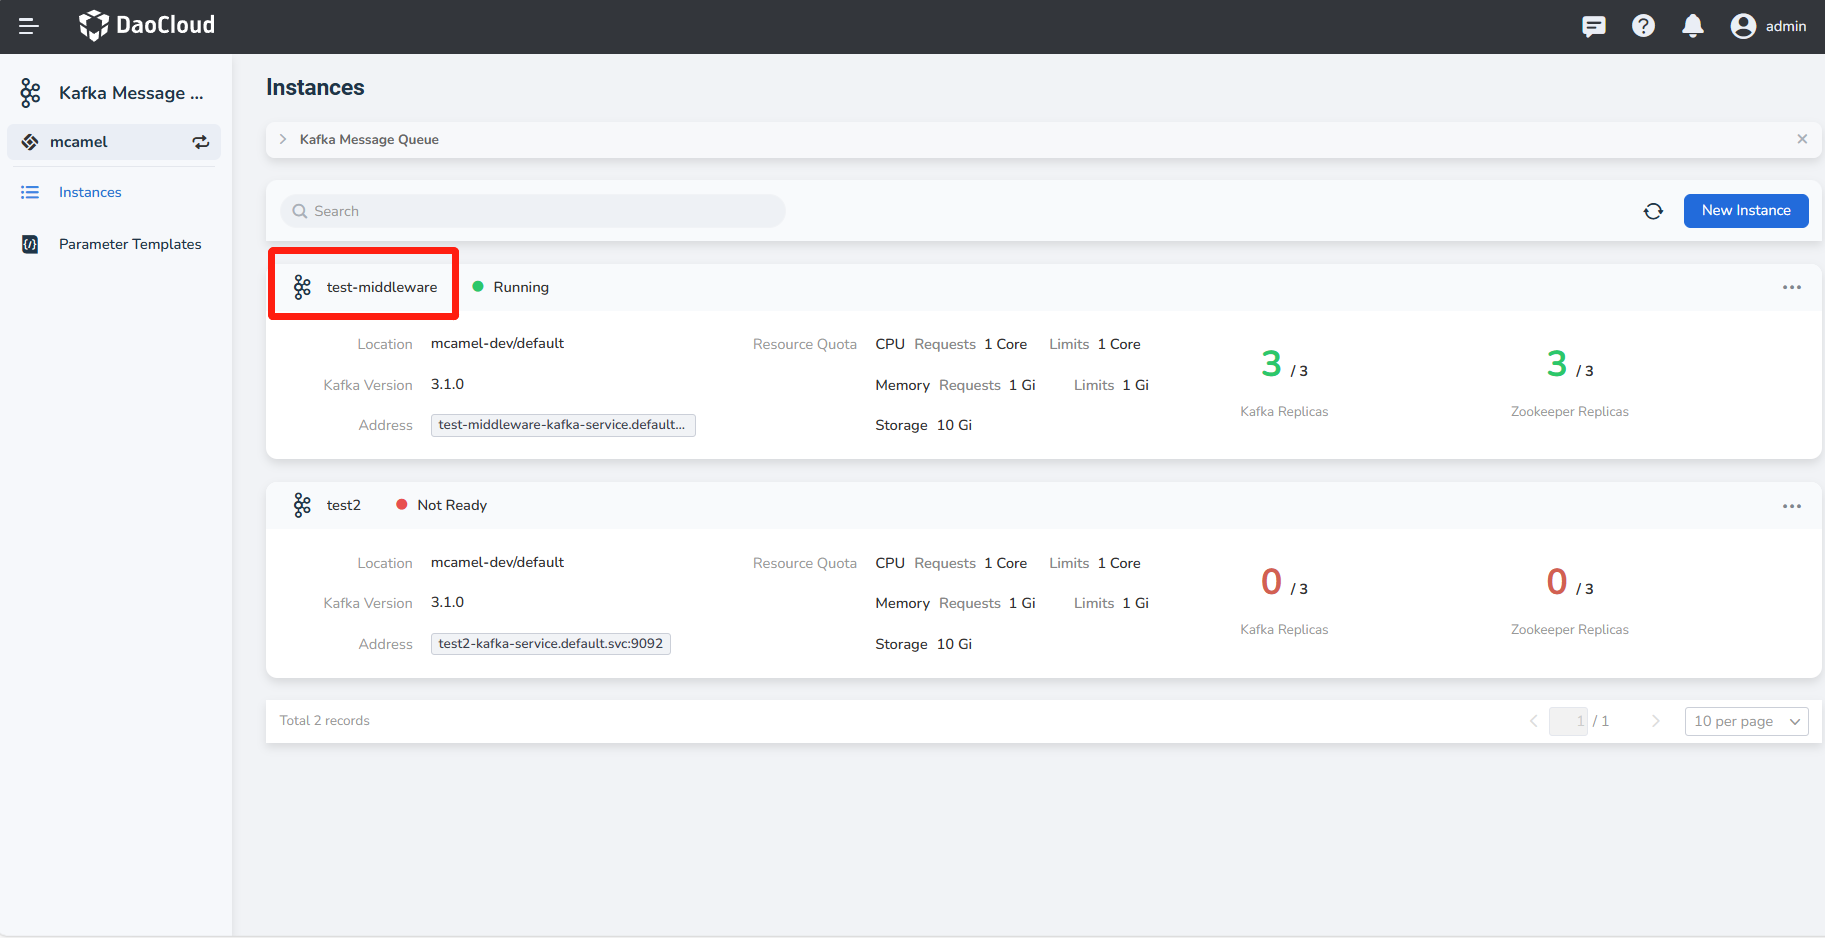 DaoCloud
admin
Kafka Message ...
mcamel
Instances
Parameter Templates
Instances
Kafka Message Queue
Search
New Instance
test-middleware
Running
Location mcamel-dev/default
Kafka Version 3.1.0
Address test-middleware-kafka-service.default...
Resource Quota CPU Requests 1 Core Limits 1 Core
Memory Requests 1 Gi Limits 1 Gi
Storage 10 Gi
3 / 3
Kafka Replicas
3 / 3
Zookeeper Replicas
test2
Not Ready
Location mcamel-dev/default
Kafka Version 3.1.0
Address test2-kafka-service.default.svc:9092
Resource Quota CPU Requests 1 Core Limits 1 Core
Memory Requests 1 Gi Limits 1 Gi
Storage 10 Gi
0 / 3
Kafka Replicas
0 / 3
Zookeeper Replicas
Total 2 records
1 / 1
10 per page